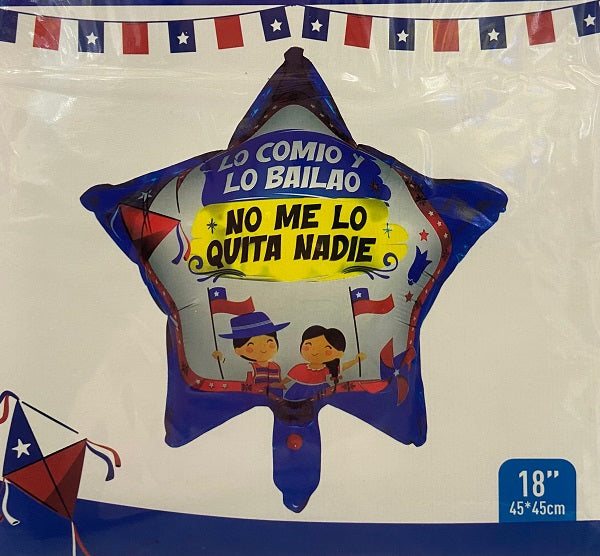 LO COMIO Y
LO BAILAO
NO ME LO
QUITA NADIE
18”
45*45cm